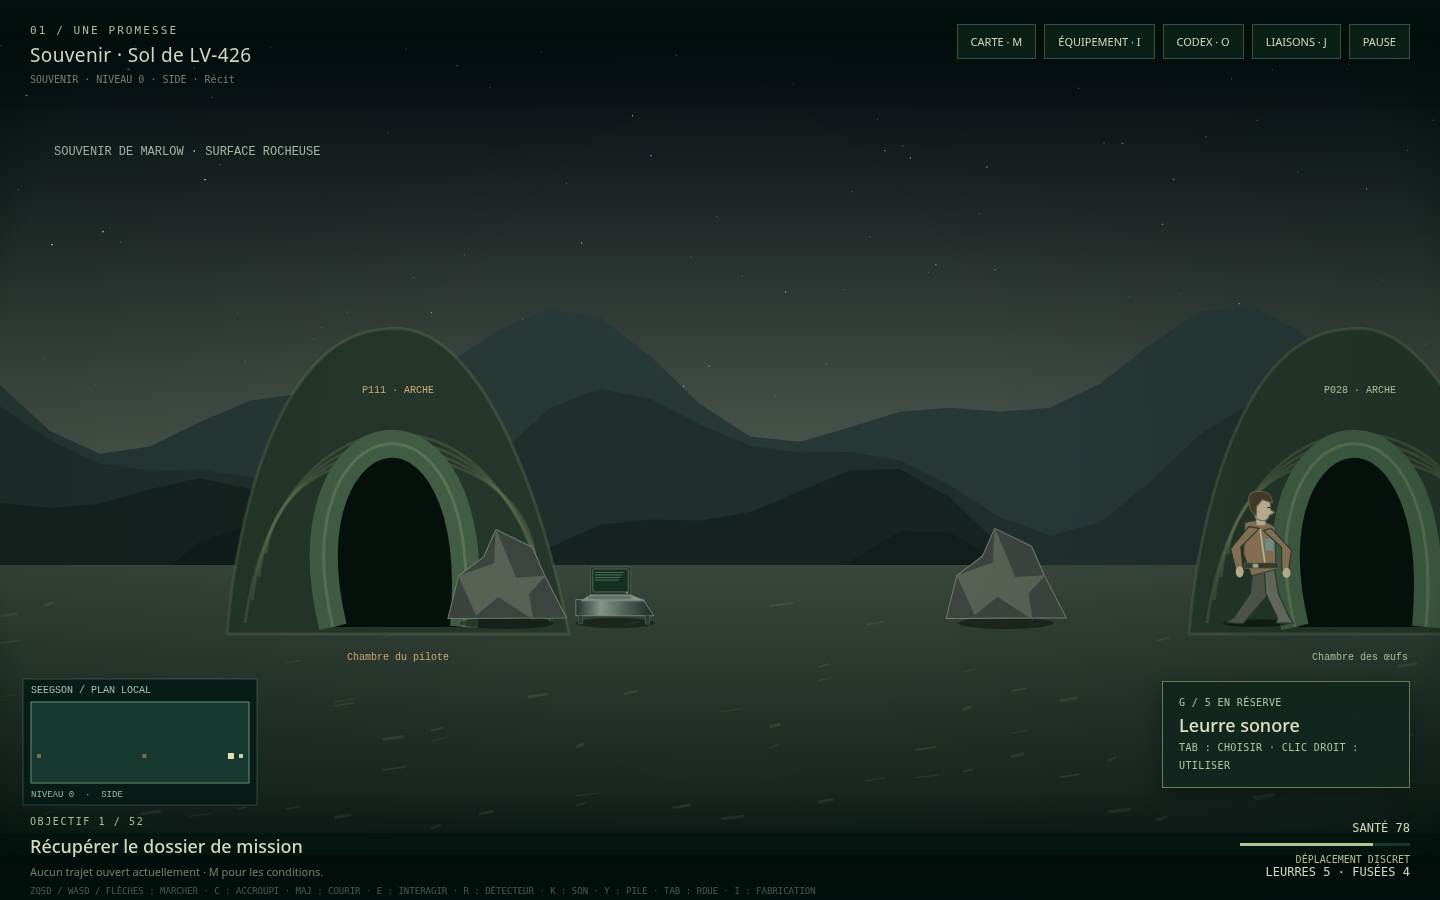 01 / UNE PROMESSE
Souvenir · Sol de LV-426
SOUVENIR · NIVEAU 0 · SIDE · Récit
CARTE · M
ÉQUIPEMENT · I
CODEX · O
LIAISONS · J
PAUSE
SOUVENIR DE MARLOW · SURFACE ROCHEUSE
P111 · ARCHE
P028 · ARCHE
Chambre du pilote
Chambre des œufs
SEEGSON / PLAN LOCAL
NIVEAU 0 · SIDE
G / 5 EN RÉSERVE
Leurre sonore
TAB : CHOISIR · CLIC DROIT :
UTILISER
OBJECTIF 1 / 52
Récupérer le dossier de mission
Aucun trajet ouvert actuellement · M pour les conditions.
ZQSD / WASD / FLÈCHES : MARCHER · C : ACCROUPI · MAJ : COURIR · E : INTERAGIR · R : DÉTECTEUR · K : SON · Y : PILE · TAB : ROUE · I : FABRICATION
SANTÉ 78
DÉPLACEMENT DISCRET
LEURRES 5 · FUSÉES 4